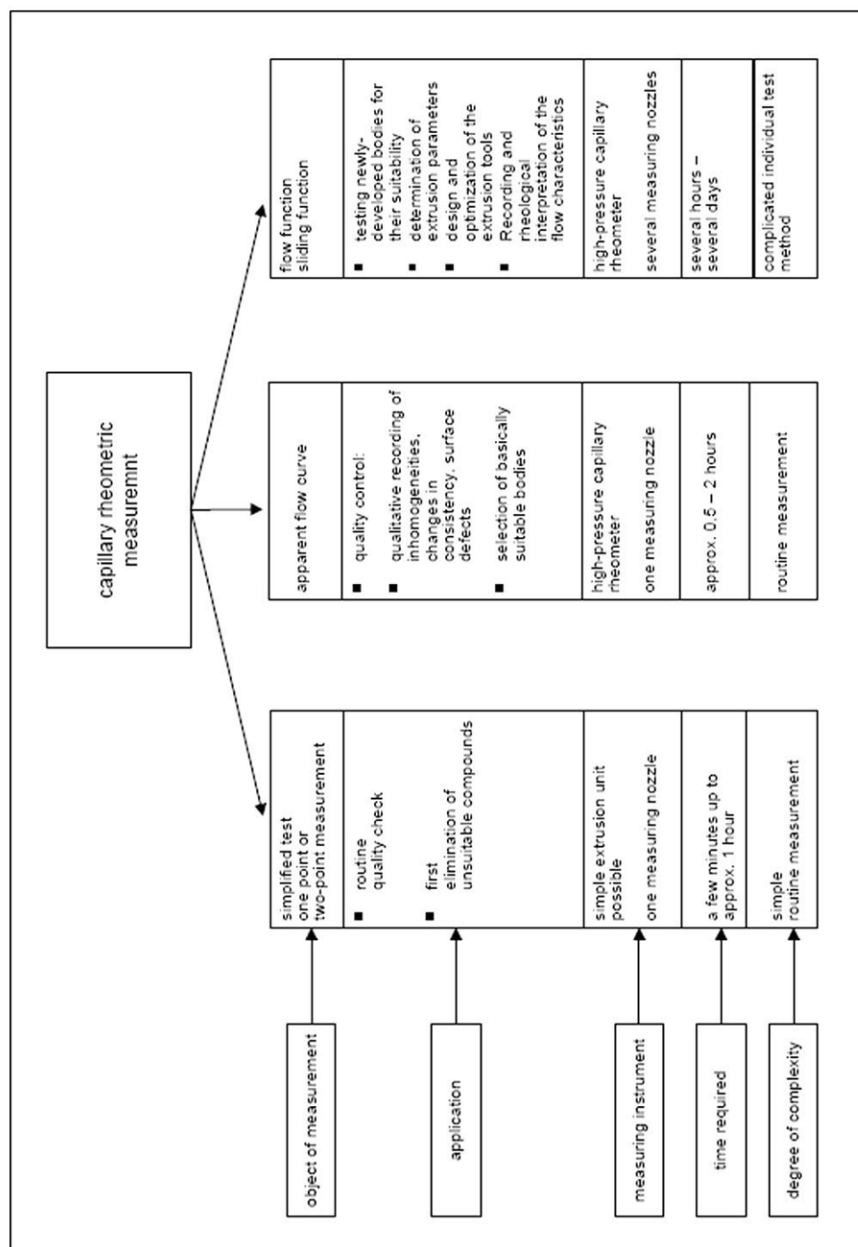 capillary rheometric
measuremnt
object of measurement
application
measuring instrument
time required
degree of complexity
simplified test
one point or
two-point measurement
■ routine
quality check
■ first
elimination of
unsuitable compounds
simple extrusion unit
possible
one measuring nozzle
a few minutes up to
approx. 1 hour
simple
routine measurement
apparent flow curve
■ quality control:
■ qualitative recording of
inhomogeneities,
changes in
consistency, surface
defects
■ selection of basically
suitable bodies
high-pressure capillary
rheometer
one measuring nozzle
approx. 0,5 – 2 hours
routine measurement
flow function
sliding function
■ testing newly-
developed bodies for
their suitability
■ determination of
extrusion parameters
■ design and
optimization of the
extrusion tools
■ Recording and
rheological
interpretation of the
flow characteristics
high-pressure capillary
rheometer
several measuring nozzles
several hours –
several days
complicated individual test
method